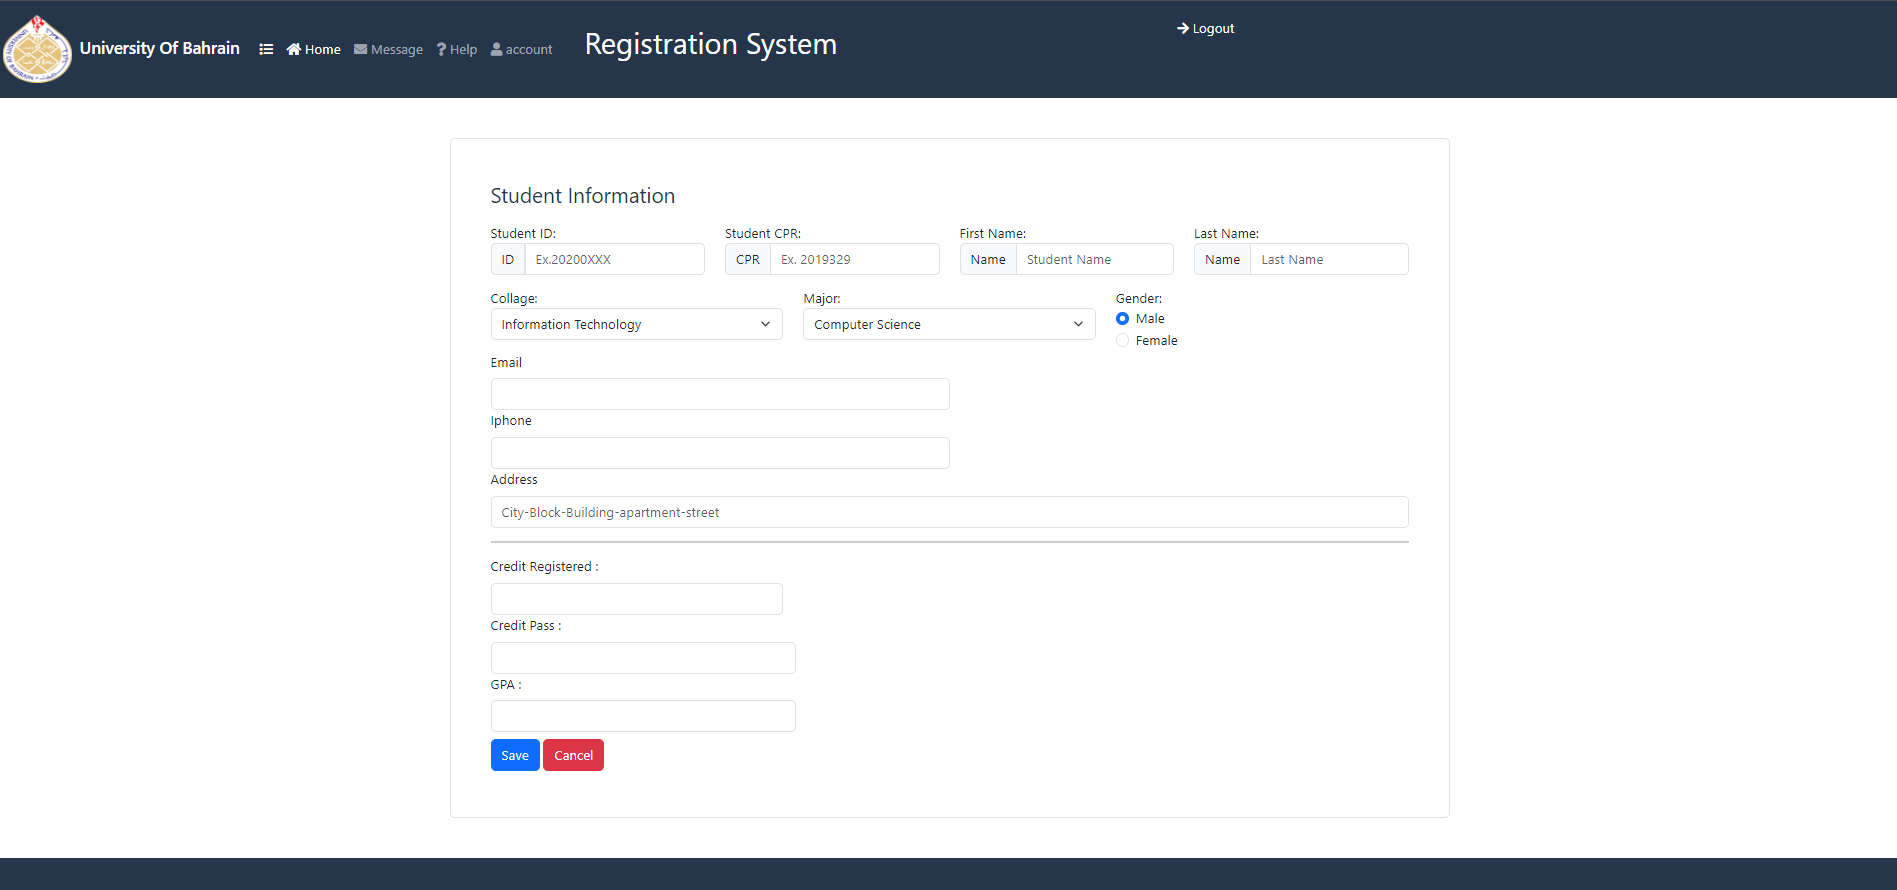 University Of Bahrain Home Message ? Help account Registration System Logout
Student Information
Student ID: Student CPR: First Name: Last Name:
ID Ex.20200XXX CPR Ex. 2019329 Name Student Name Name Last Name
Collage: Major: Gender:
Information Technology Computer Science Male
Female
Email
Iphone
Address
City-Block-Building-apartment-street
Credit Registered :
Credit Pass :
GPA :
Save Cancel